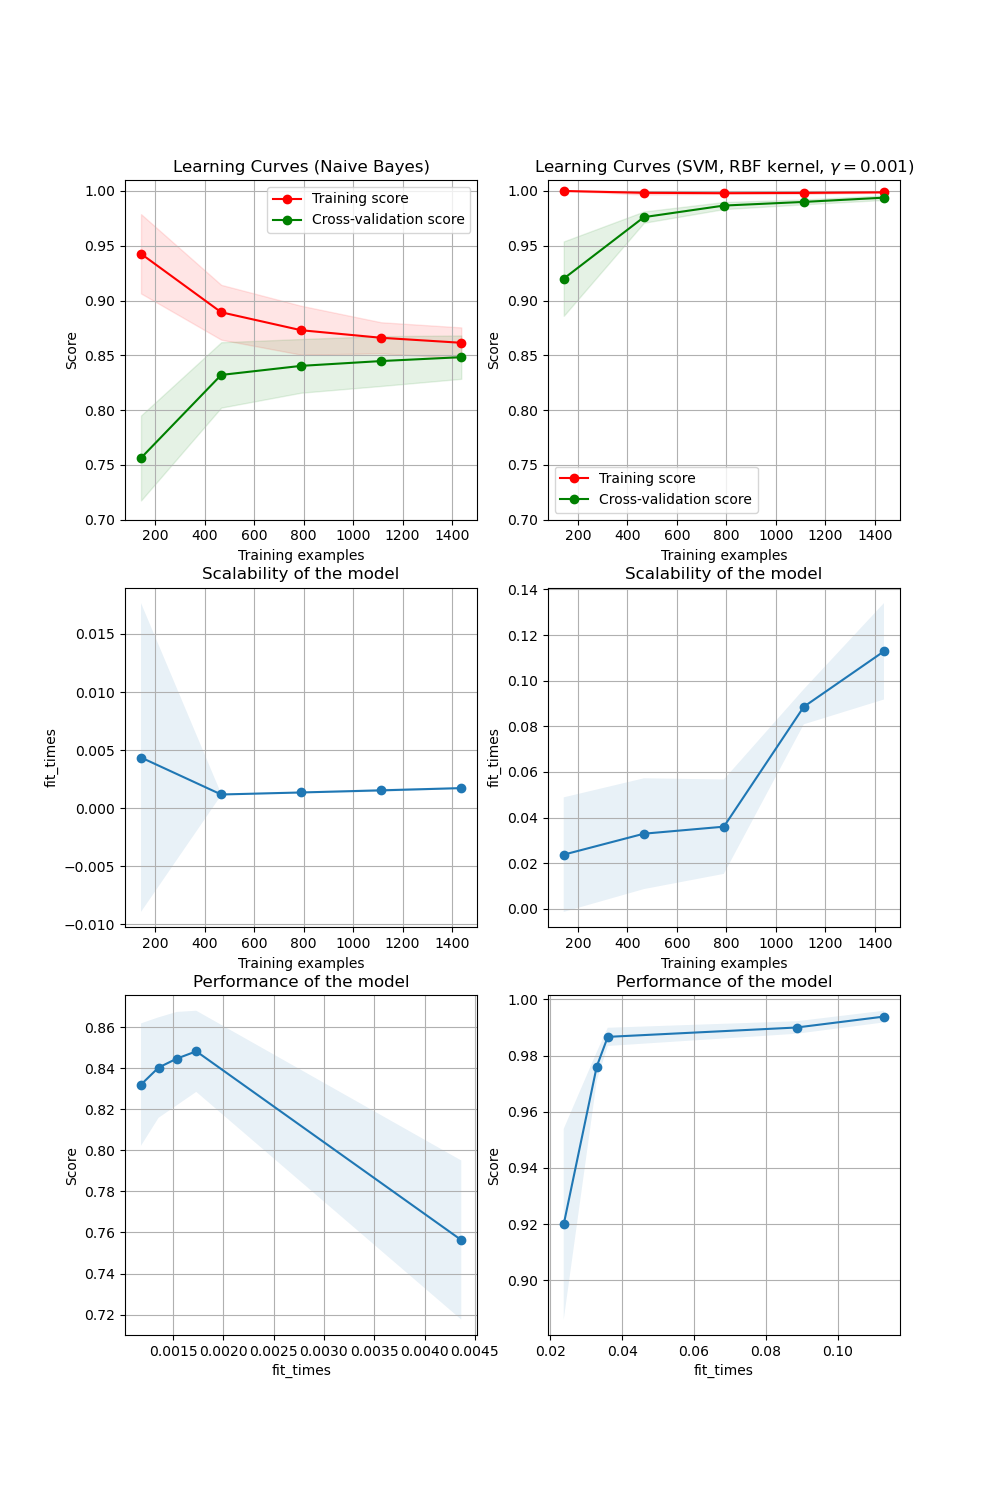 Learning Curves (Naive Bayes)
1.00
0.95
0.90
0.85
0.80
0.75
0.70
Score
Training score
Cross-validation score
200 400 600 800 1000 1200 1400
Training examples
Learning Curves (SVM, RBF kernel, γ = 0.001)
1.00
0.95
0.90
0.85
0.80
0.75
0.70
Score
Training score
Cross-validation score
200 400 600 800 1000 1200 1400
Training examples
Scalability of the model
0.015
0.010
0.005
0.000
−0.005
−0.010
fit_times
200 400 600 800 1000 1200 1400
Training examples
Scalability of the model
0.14
0.12
0.10
0.08
0.06
0.04
0.02
0.00
fit_times
200 400 600 800 1000 1200 1400
Training examples
Performance of the model
0.86
0.84
0.82
0.80
0.78
0.76
0.74
0.72
Score
0.0015 0.0020 0.0025 0.0030 0.0035 0.0040 0.0045
fit_times
Performance of the model
1.00
0.98
0.96
0.94
0.92
0.90
Score
0.02 0.04 0.06 0.08 0.10
fit_times